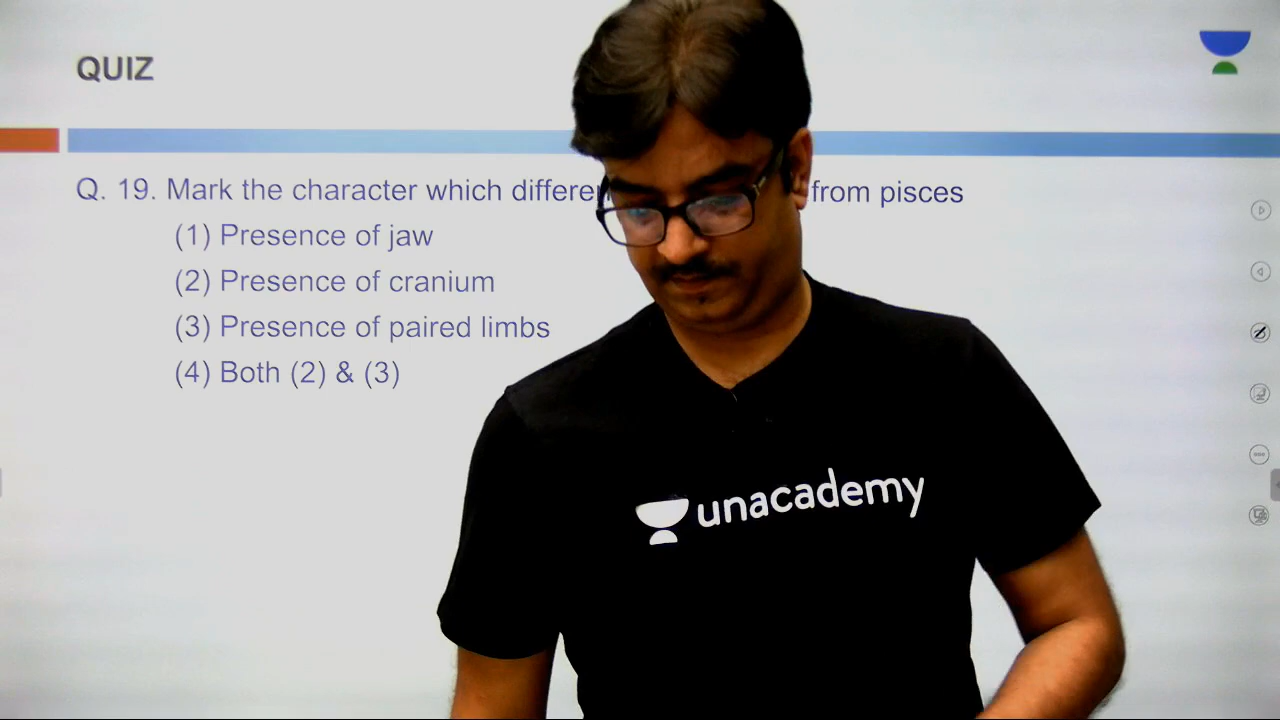 QUIZ
Q. 19. Mark the character which from pisces
(1) Presence of jaw
(2) Presence of cranium
(3) Presence of paired limbs
(4) Both (2) & (3)
unacademy